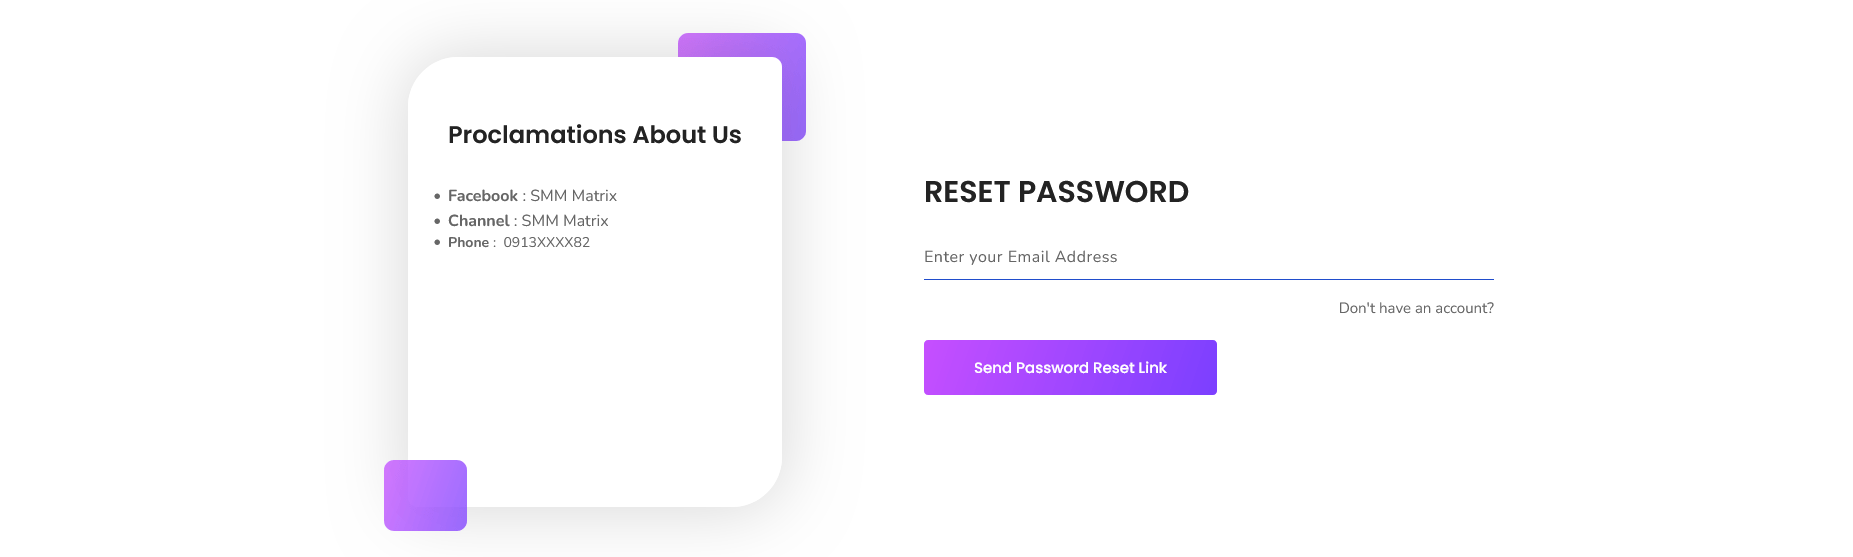 Proclamations About Us
• Facebook : SMM Matrix
• Channel : SMM Matrix
• Phone : 0913XXXX82
RESET PASSWORD
Enter your Email Address
Don't have an account?
Send Password Reset Link